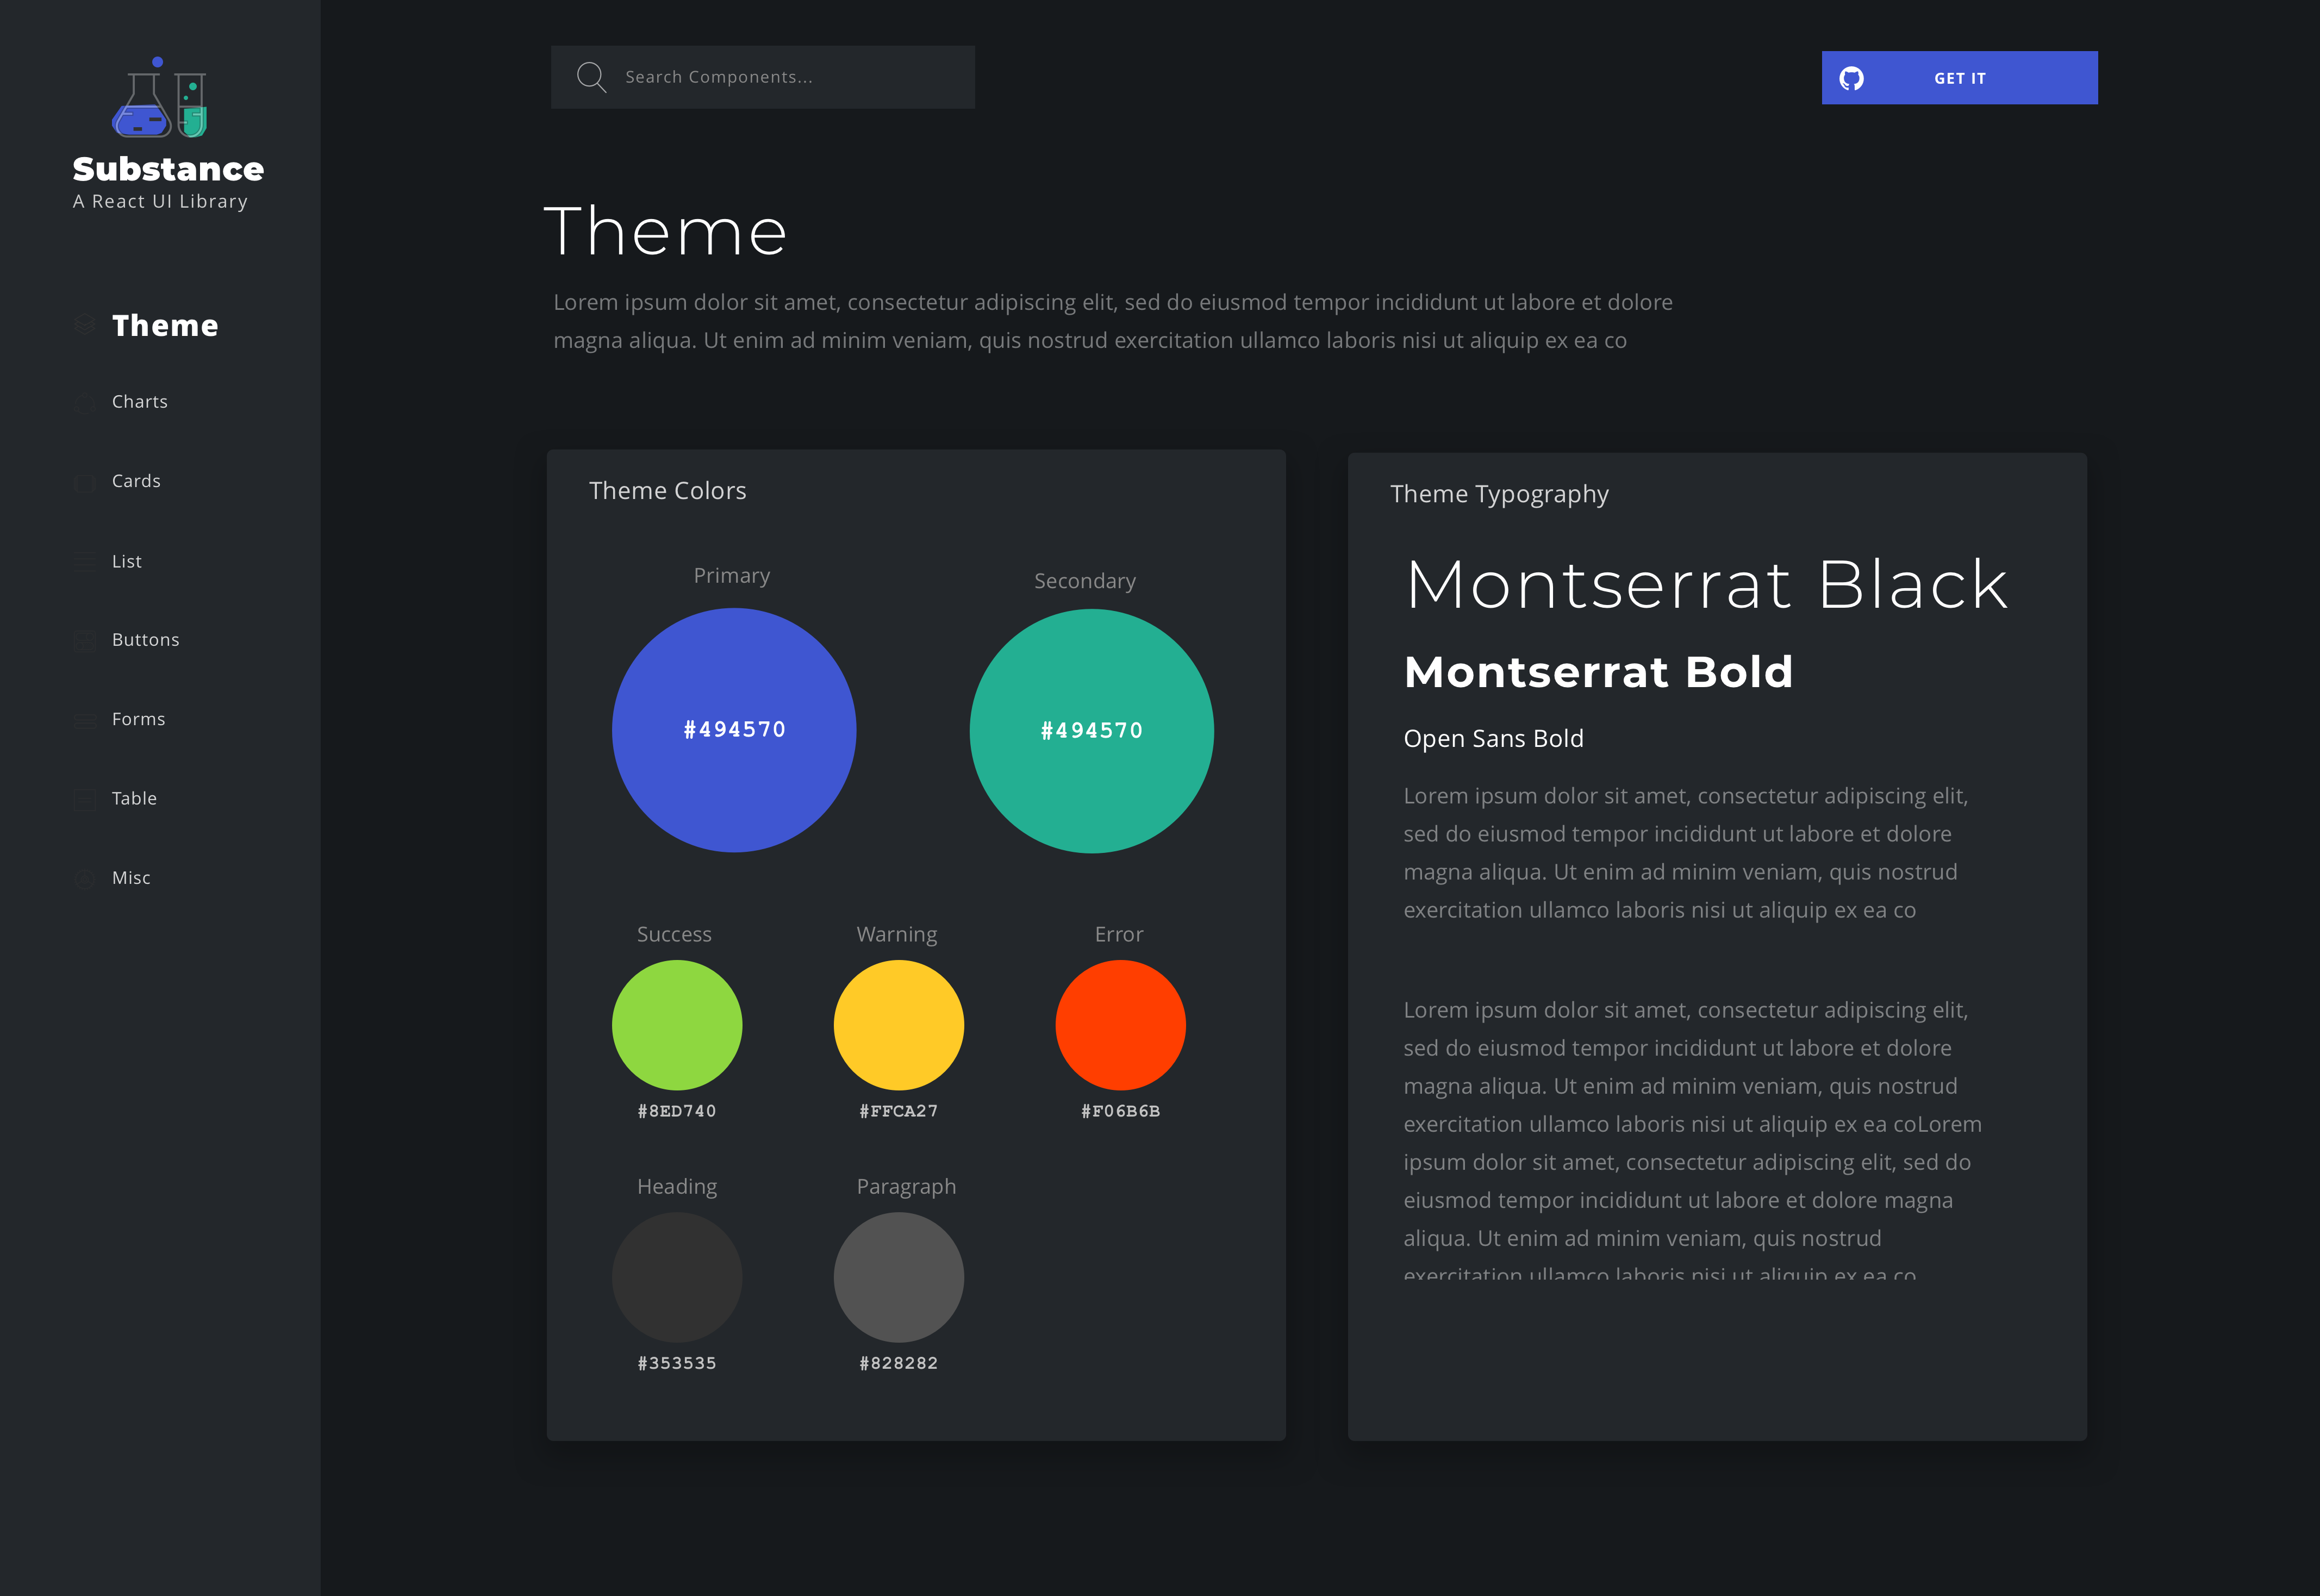 Substance
A React UI Library
Theme
Charts
Cards
List
Buttons
Forms
Table
Misc
Search Components...
GET IT
Theme
Lorem ipsum dolor sit amet, consectetur adipiscing elit, sed do eiusmod tempor incididunt ut labore et dolore
magna aliqua. Ut enim ad minim veniam, quis nostrud exercitation ullamco laboris nisi ut aliquip ex ea co
Theme Colors
Primary
Secondary
#494570
#494570
Success
Warning
Error
#8ED740
#FFCA27
#F06B6B
Heading
Paragraph
#353535
#828282
Theme Typography
Montserrat Black
Montserrat Bold
Open Sans Bold
Lorem ipsum dolor sit amet, consectetur adipiscing elit,
sed do eiusmod tempor incididunt ut labore et dolore
magna aliqua. Ut enim ad minim veniam, quis nostrud
exercitation ullamco laboris nisi ut aliquip ex ea co
Lorem ipsum dolor sit amet, consectetur adipiscing elit,
sed do eiusmod tempor incididunt ut labore et dolore
magna aliqua. Ut enim ad minim veniam, quis nostrud
exercitation ullamco laboris nisi ut aliquip ex ea coLorem
ipsum dolor sit amet, consectetur adipiscing elit, sed do
eiusmod tempor incididunt ut labore et dolore magna
aliqua. Ut enim ad minim veniam, quis nostrud
exercitation ullamco laboris nisi ut aliquip ex ea co